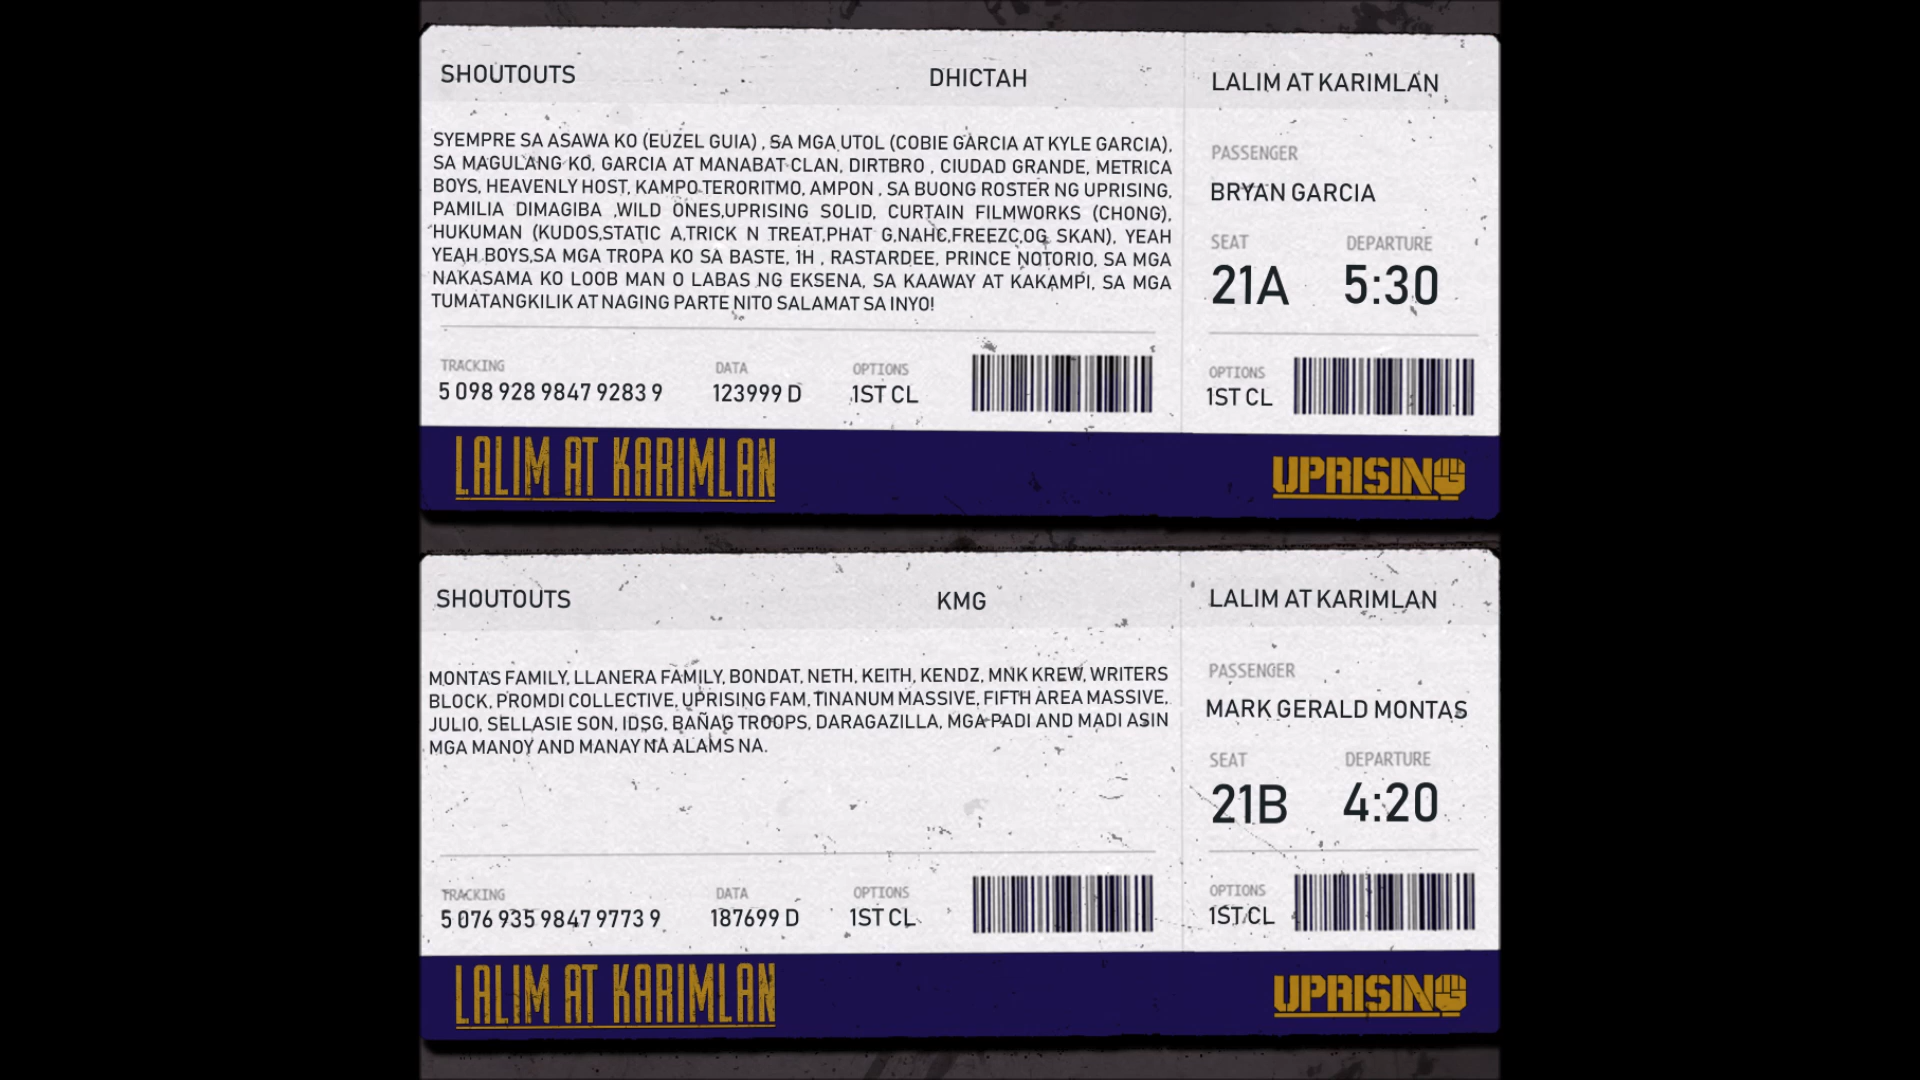 SHOUTOUTS
DHICTAH
LALIM AT KARIMLAN
SYEMPRE SA ASAWA KO (EUZEL GUIA) , SA MGA UTOL (COBIE GARCIA AT KYLE GARCIA),
SA MAGULANG KO, GARCIA AT MANABAT CLAN, DIRTBRO , CIUDAD GRANDE, METRICA
BOYS, HEAVENLY HOST, KAMPO TERORITMO, AMPON , SA BUONG ROSTER NG UPRISING,
PAMILIA DIMAGIBA ,WILD ONES,UPRISING SOLID, CURTAIN FILMWORKS (CHONG),
HUKUMAN (KUDOS,STATIC A,TRICK N TREAT,PHAT G,NAHC,FREEZC,OG SKAN), YEAH
YEAH BOYS,SA MGA TROPA KO SA BASTE, 1H , RASTARDEE, PRINCE NOTORIO, SA MGA
NAKASAMA KO LOOB MAN O LABAS NG EKSENA, SA KAAWAY AT KAKAMPI, SA MGA
TUMATANGKILIK AT NAGING PARTE NITO SALAMAT SA INYO!
PASSENGER
BRYAN GARCIA
SEAT DEPARTURE
21A 5:30
TRACKING DATA OPTIONS
5 098 928 9847 9283 9 123999 D 1ST CL
OPTIONS
1ST CL
LALIM AT KARIMLAN
UPRISING
SHOUTOUTS
KMG
LALIM AT KARIMLAN
MONTAS FAMILY, LLANERA FAMILY, BONDAT, NETH, KEITH, KENDZ, MNK KREW, WRITERS
BLOCK, PROMDI COLLECTIVE, UPRISING FAM, TINANUM MASSIVE, FIFTH AREA MASSIVE,
JULIO, SELLASIE SON, IDSG, BAÑAG TROOPS, DARAGAZILLA, MGA PADI AND MADI ASIN
MGA MANOY AND MANAY NA ALAMS NA.
PASSENGER
MARK GERALD MONTAS
SEAT DEPARTURE
21B 4:20
TRACKING DATA OPTIONS
5 076 935 9847 9773 9 187699 D 1ST CL
OPTIONS
1ST CL
LALIM AT KARIMLAN
UPRISING